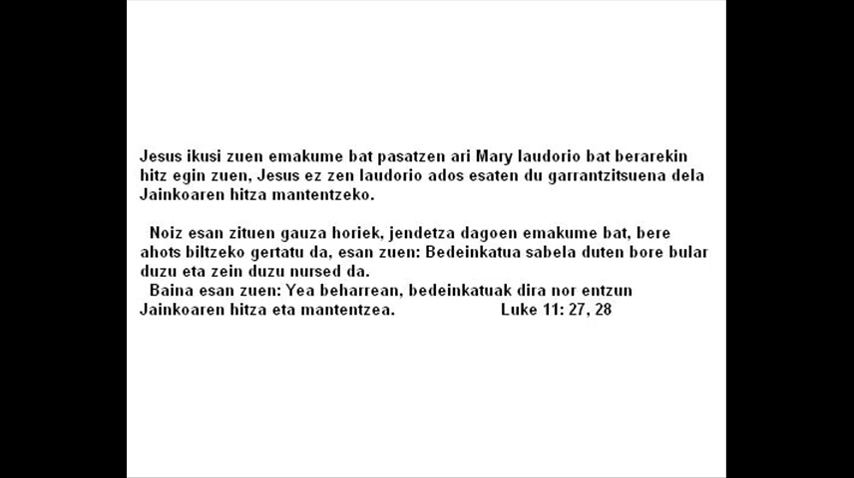 Jesus ikusi zuen emakume bat pasatzen ari Mary laudorio bat berarekin
hitz egin zuen, Jesus ez zen laudorio ados esaten du garrantzitsuena dela
Jainkoaren hitza mantentzeko.
Noiz esan zituen gauza horiek, jendetza dagoen emakume bat, bere
ahots biltzeko gertatu da, esan zuen: Bedeinkatua sabela duten bore bular
duzu eta zein duzu nursed da.
Baina esan zuen: Yea beharrean, bedeinkatuak dira nor entzun
Jainkoaren hitza eta mantentzea. Luke 11: 27, 28